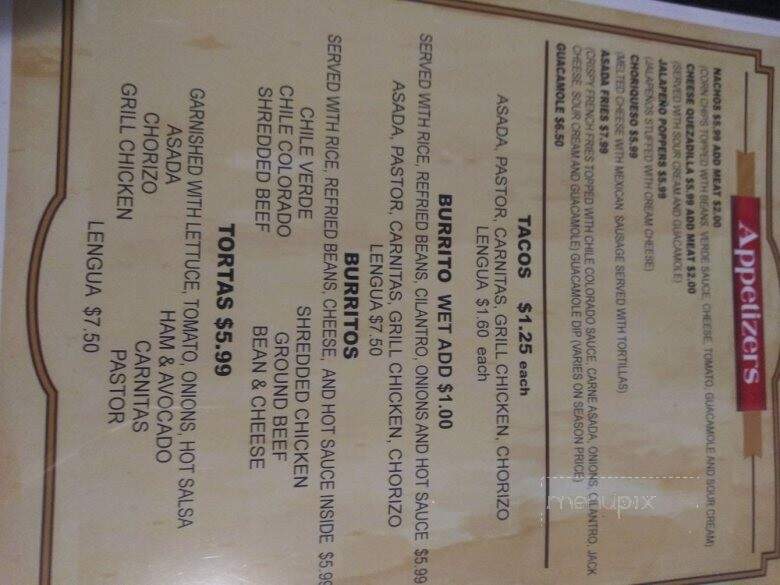 Appetizers
NACHOS $5.99 ADD MEAT $2.00
(CORN CHIPS TOPPED WITH BEANS, VERDE SAUCE, CHEESE, TOMATO, GUACAMOLE AND SOUR CREAM)
CHEESE QUEZADILLA $5.99 ADD MEAT $2.00
(SERVED WITH SOUR CREAM AND GUACAMOLE)
JALAPEÑO POPPERS $5.99
(JALAPEÑOS STUFFED WITH CREAM CHEESE)
CHORIQUESO $5.99
(MELTED CHEESE WITH MEXICAN SAUSAGE SERVED WITH TORTILLAS)
ASADA FRIES $7.99
(CRISPY FRENCH FRIES TOPPED WITH CHILE COLORADO SAUCE, CARNE ASADA, ONIONS, CILANTRO, JACK
CHEESE, SOUR CREAM AND GUACAMOLE) GUACAMOLE DIP (VARIES ON SEASON PRICE)
GUACAMOLE $6.50
TACOS $1.25 each
ASADA, PASTOR, CARNITAS, GRILL CHICKEN, CHORIZO
LENGUA $1.60 each
BURRITO WET ADD $1.00
SERVED WITH RICE, REFRIED BEANS, CILANTRO, ONIONS AND HOT SAUCE $5.99
ASADA, PASTOR, CARNITAS, GRILL CHICKEN, CHORIZO
LENGUA $7.50
BURRITOS
SERVED WITH RICE, REFRIED BEANS, CHEESE, AND HOT SAUCE INSIDE $5.99
CHILE VERDE SHREDDED CHICKEN
CHILE COLORADO GROUND BEEF
SHREDDED BEEF BEAN & CHEESE
TORTAS $5.99
GARNISHED WITH LETTUCE, TOMATO, ONIONS, HOT SALSA
ASADA HAM & AVOCADO
CHORIZO CARNITAS
GRILL CHICKEN PASTOR
LENGUA $7.50
menupix